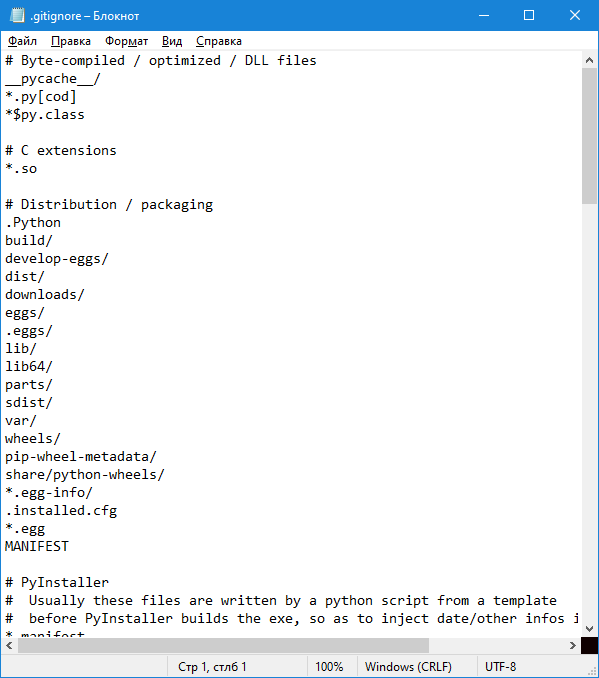 .gitignore – Блокнот
Файл Правка Формат Вид Справка
# Byte-compiled / optimized / DLL files
__pycache__/
*.py[cod]
*$py.class
# C extensions
*.so
# Distribution / packaging
.Python
build/
develop-eggs/
dist/
downloads/
eggs/
.eggs/
lib/
lib64/
parts/
sdist/
var/
wheels/
pip-wheel-metadata/
share/python-wheels/
*.egg-info/
.installed.cfg
*.egg
MANIFEST
# PyInstaller
#  Usually these files are written by a python script from a template
#  before PyInstaller builds the exe, so as to inject date/other infos i
*.manifest
Стр 1, стлб 1 100% Windows (CRLF) UTF-8